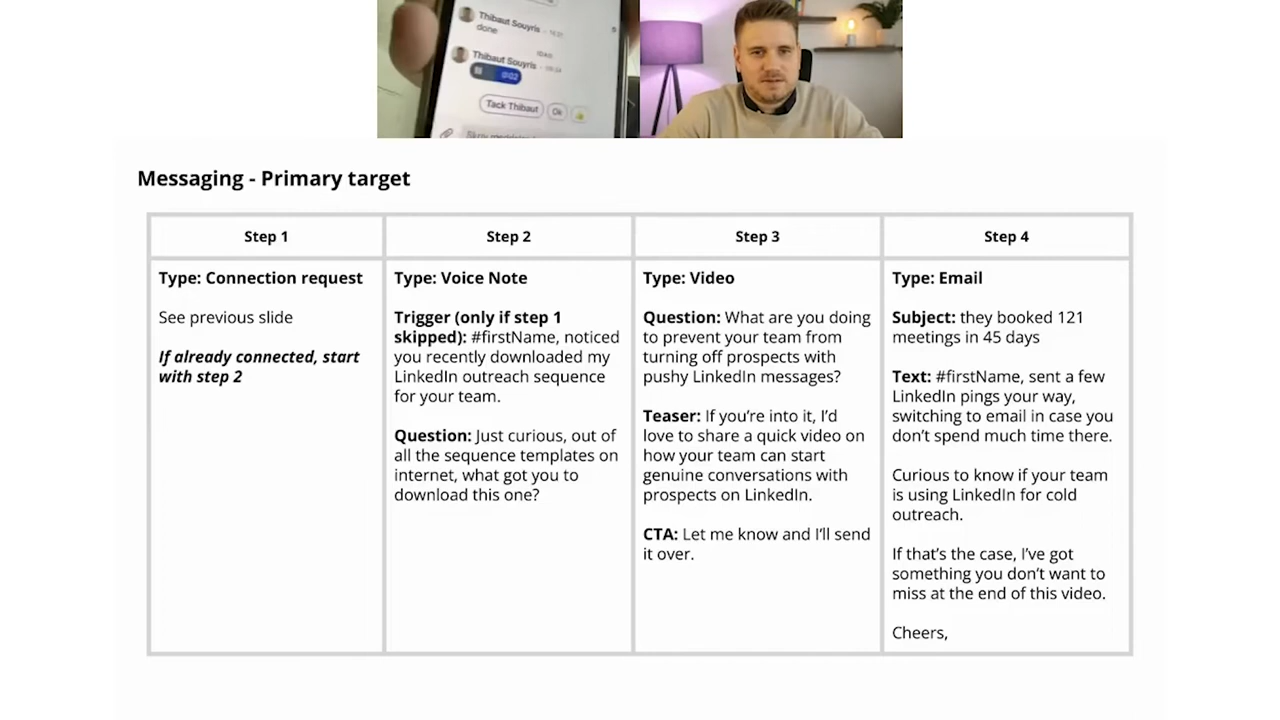 Thibaut Souyris
done
IDAG
Thibaut Souyris
0:02
Tack Thibaut
Ok
Messaging - Primary target
Step 1
Step 2
Step 3
Step 4
Type: Connection request
See previous slide
If already connected, start
with step 2
Type: Voice Note
Trigger (only if step 1
skipped): #firstName, noticed
you recently downloaded my
LinkedIn outreach sequence
for your team.
Question: Just curious, out of
all the sequence templates on
internet, what got you to
download this one?
Type: Video
Question: What are you doing
to prevent your team from
turning off prospects with
pushy LinkedIn messages?
Teaser: If you’re into it, I’d
love to share a quick video on
how your team can start
genuine conversations with
prospects on LinkedIn.
CTA: Let me know and I’ll send
it over.
Type: Email
Subject: they booked 121
meetings in 45 days
Text: #firstName, sent a few
LinkedIn pings your way,
switching to email in case you
don’t spend much time there.
Curious to know if your team
is using LinkedIn for cold
outreach.
If that’s the case, I’ve got
something you don’t want to
miss at the end of this video.
Cheers,